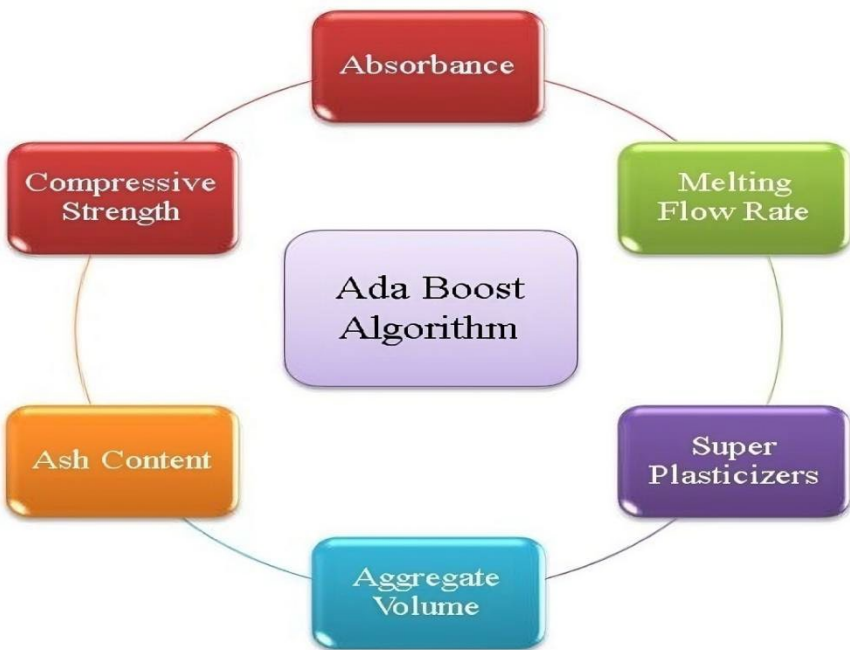 Absorbance
Compressive
Strength
Melting
Flow Rate
Ada Boost
Algorithm
Ash Content
Super
Plasticizers
Aggregate
Volume